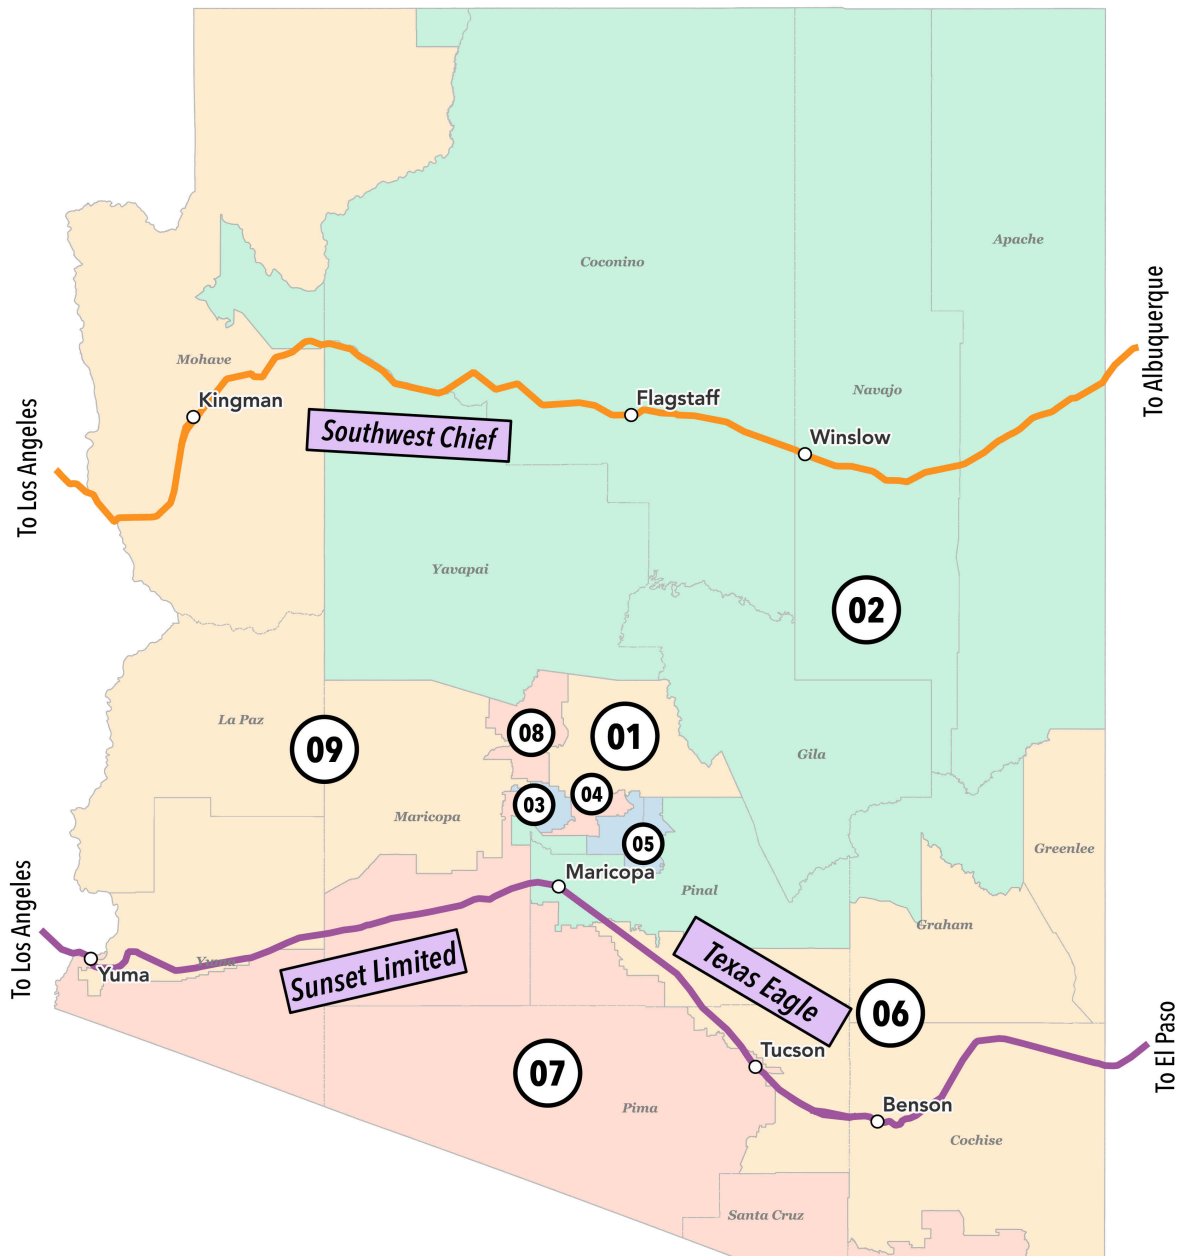 Apache
Coconino
To Albuquerque
Mohave
Navajo
Kingman
Flagstaff
Southwest Chief
Winslow
To Los Angeles
Yavapai
02
La Paz
09
08
01
Gila
04
03
Maricopa
05
Greenlee
Maricopa
Pinal
Graham
To Los Angeles
Yuma
Yuma
Sunset Limited
Texas Eagle
06
Tucson
07
To El Paso
Benson
Pima
Cochise
Santa Cruz